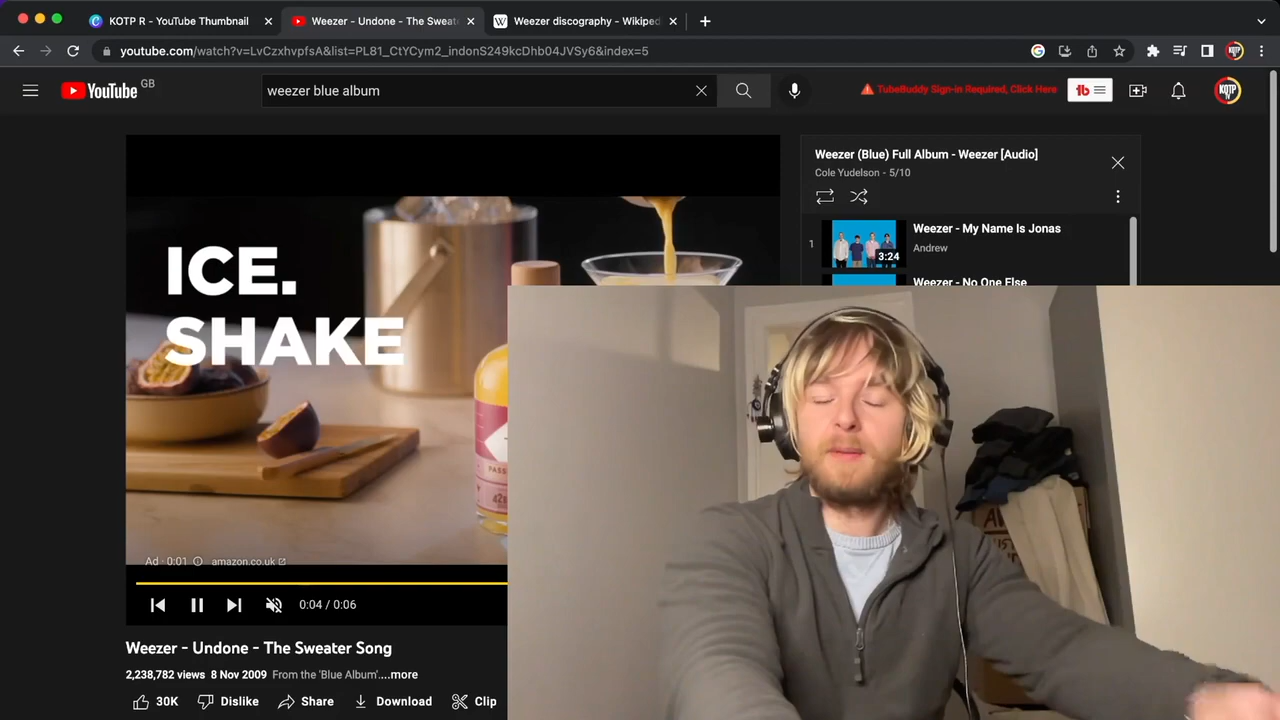 KOTP R - YouTube Thumbnail
Weezer - Undone - The Sweate
Weezer discography - Wikiped
youtube.com/watch?v=LvCzxhvpfsA&list=PL81_CtYCym2_indonS249kcDhb04JVSy6&index=5
YouTube GB
weezer blue album
TubeBuddy Sign-in Required, Click Here
tb
KOTP
ICE.
SHAKE
Ad · 0:01
amazon.co.uk
0:04 / 0:06
Weezer (Blue) Full Album - Weezer [Audio]
Cole Yudelson - 5/10
1
3:24
Weezer - My Name Is Jonas
Andrew
Weezer - No One Else
Weezer - Undone - The Sweater Song
2,238,782 views 8 Nov 2009 From the 'Blue Album'....more
30K Dislike Share Download Clip